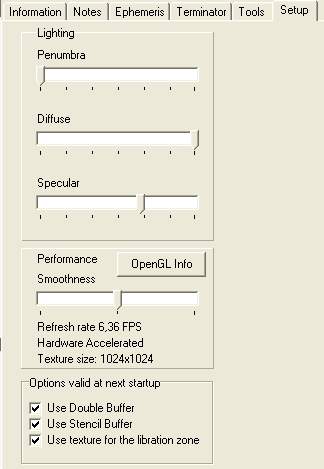 Information Notes Ephemeris Terminator Tools Setup
Lighting
Penumbra
Diffuse
Specular
Performance
OpenGL Info
Smoothness
Refresh rate 6,36 FPS
Hardware Accelerated
Texture size: 1024x1024
Options valid at next startup
Use Double Buffer
Use Stencil Buffer
Use texture for the libration zone